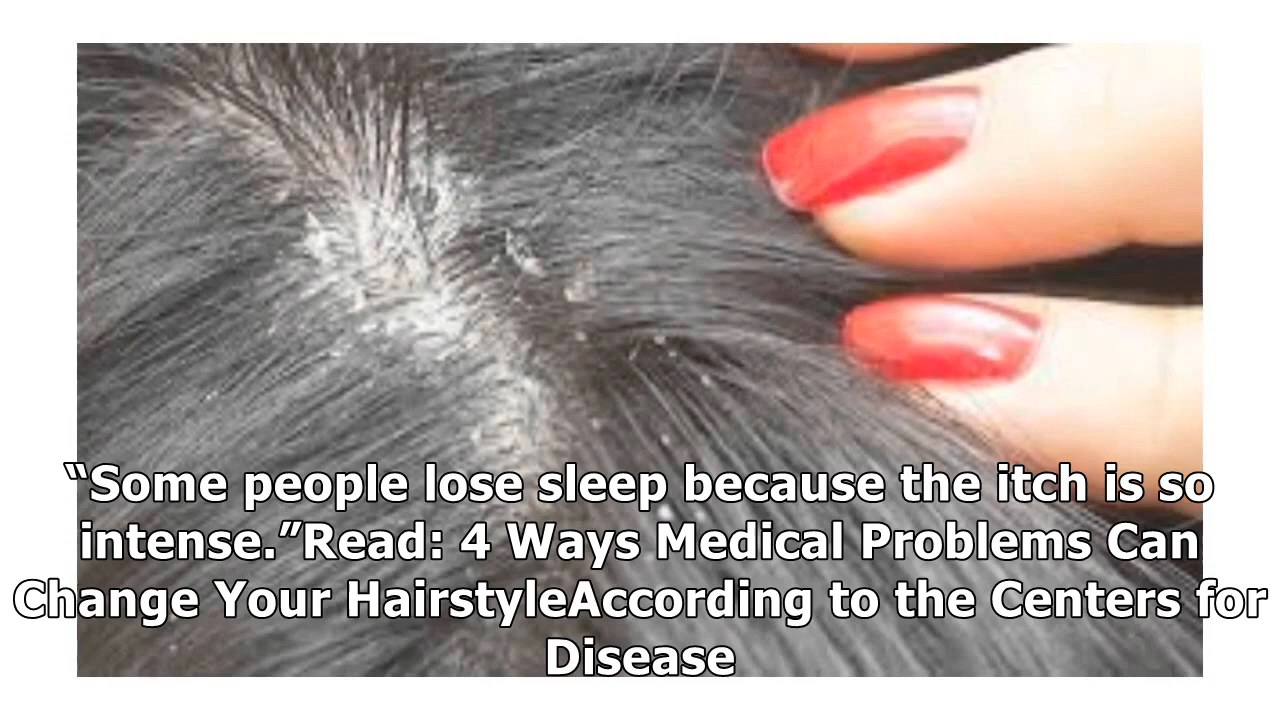 “Some people lose sleep because the itch is so
intense.”Read: 4 Ways Medical Problems Can
Change Your HairstyleAccording to the Centers for
Disease